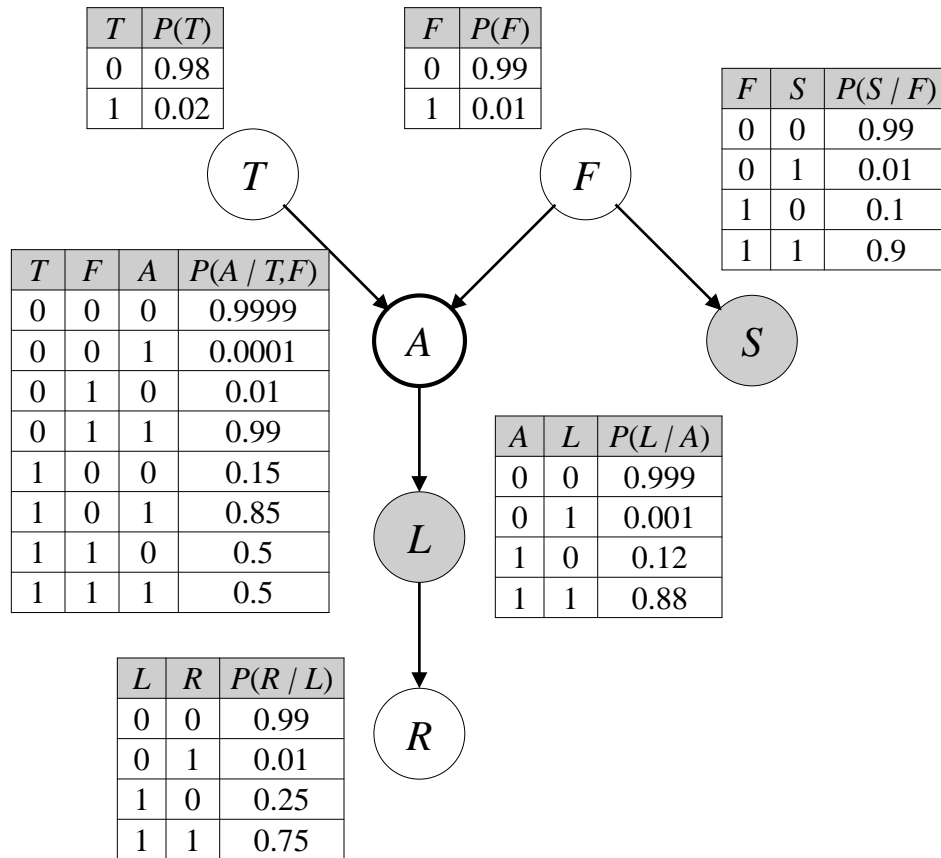 T P(T)
0 0.98
1 0.02
F P(F)
0 0.99
1 0.01
F S P(S / F)
0 0 0.99
0 1 0.01
1 0 0.1
1 1 0.9
T
F
T F A P(A / T,F)
0 0 0 0.9999
0 0 1 0.0001
0 1 0 0.01
0 1 1 0.99
1 0 0 0.15
1 0 1 0.85
1 1 0 0.5
1 1 1 0.5
A
S
A L P(L / A)
0 0 0.999
0 1 0.001
1 0 0.12
1 1 0.88
L
L R P(R / L)
0 0 0.99
0 1 0.01
1 0 0.25
1 1 0.75
R